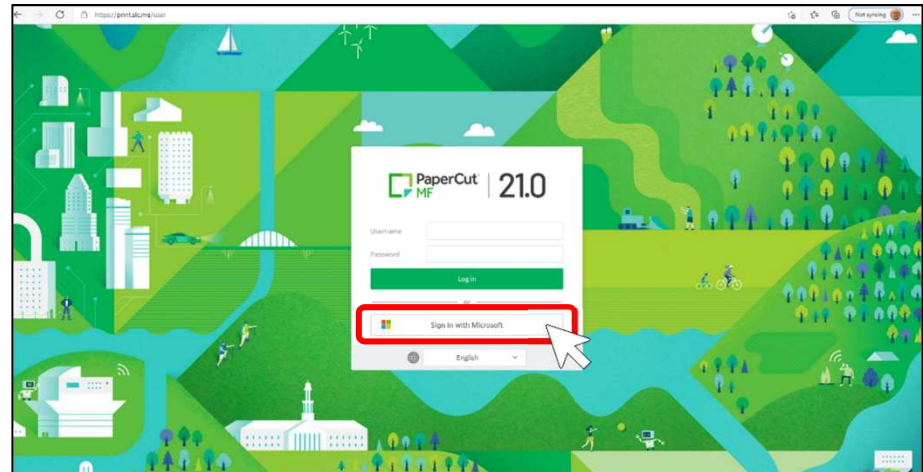 https://print.slc.me/user
Not syncing
PaperCut | 21.0
MF
Username
Password
Log in
or
Sign in with Microsoft
English